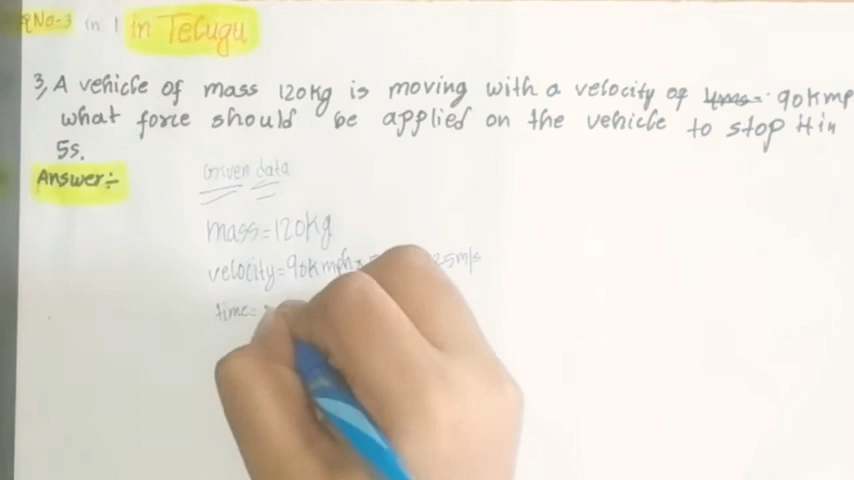 QNo-3 in 1 in Telugu
3, A vehicle of mass 120kg is moving with a velocity of 90kmp
what force should be applied on the vehicle to stop it in
5s.
Answer:-
Given data
mass=120kg
velocity=90kmph× 25m/s
time=